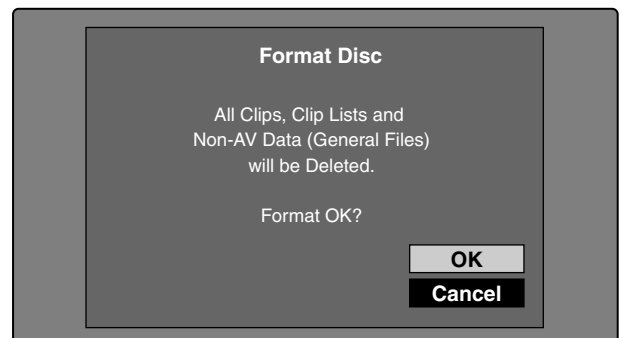 Format Disc
All Clips, Clip Lists and
Non-AV Data (General Files)
will be Deleted.
Format OK?
OK
Cancel